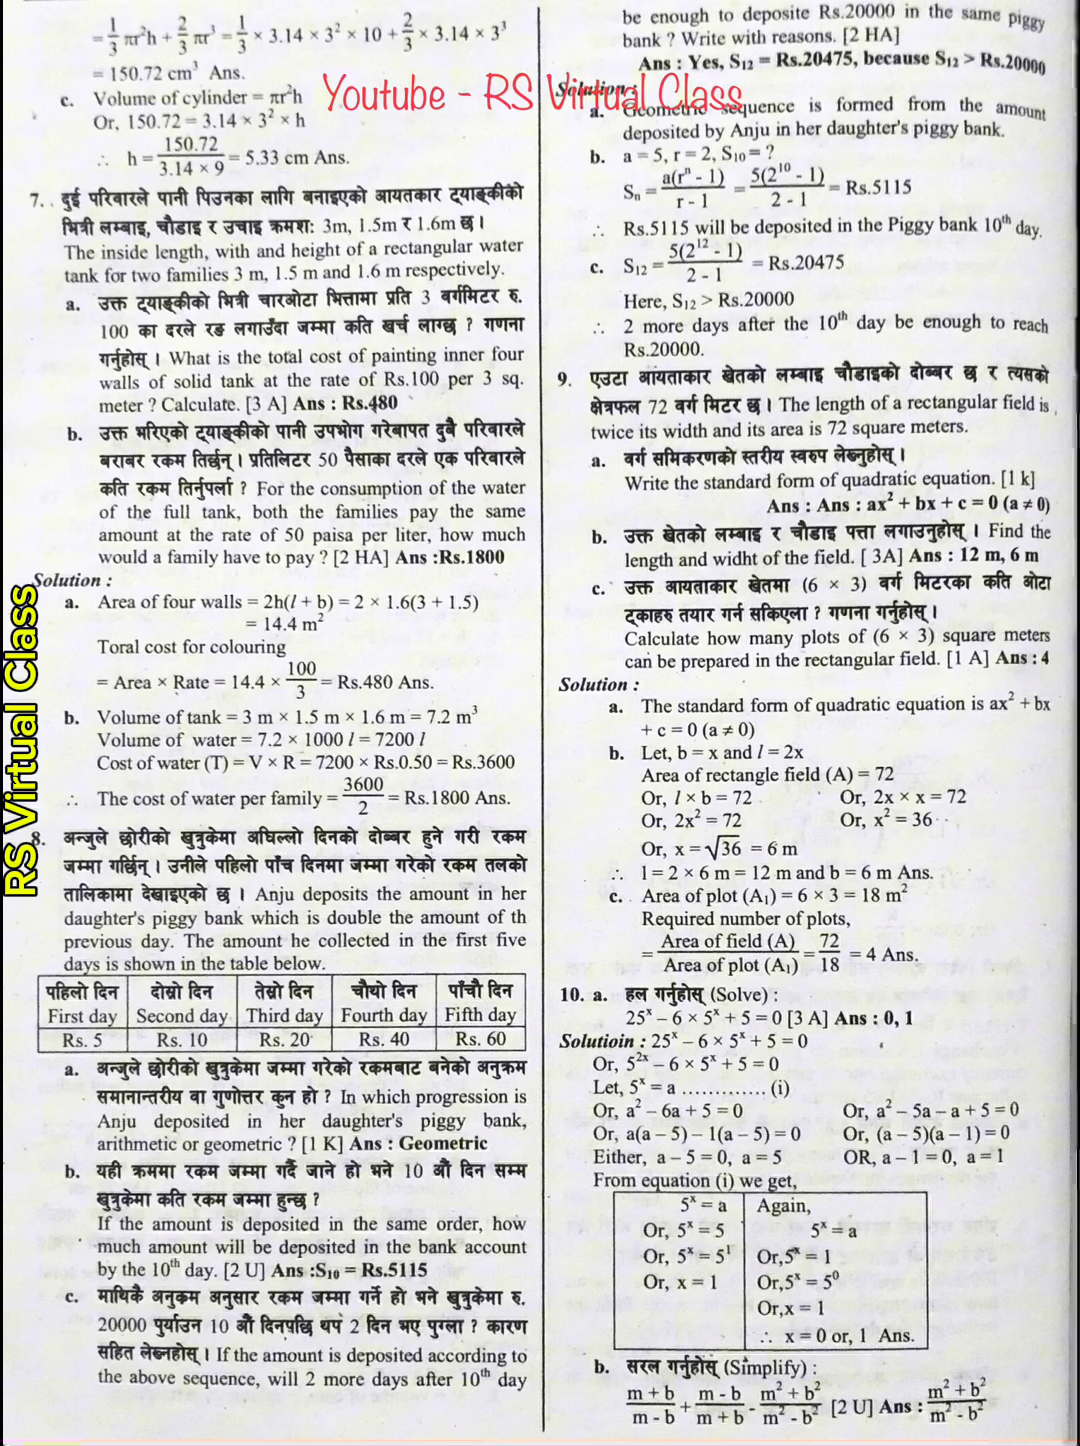 = 1/3 πr²h + 2/3 πr³ = 1/3 × 3.14 × 3² × 10 + 2/3 × 3.14 × 3³
= 150.72 cm³ Ans.
c. Volume of cylinder = πr²h
Or, 150.72 = 3.14 × 3² × h
∴ h = 150.72 / 3.14 × 9 = 5.33 cm Ans.
7. दुई परिवारले पानी पिउनका लागि बनाइएको आयतकार ट्याङ्कीको
भित्री लम्बाइ, चौडाइ र उचाइ क्रमश: 3m, 1.5m र 1.6m छ ।
The inside length, with and height of a rectangular water
tank for two families 3 m, 1.5 m and 1.6 m respectively.
a. उक्त ट्याङ्कीको भित्री चारओटा भित्तामा प्रति 3 वर्गमिटर रु.
100 का दरले रङ लगाउँदा जम्मा कति खर्च लाग्छ ? गणना
गर्नुहोस् । What is the total cost of painting inner four
walls of solid tank at the rate of Rs.100 per 3 sq.
meter ? Calculate. [3 A] Ans : Rs.480
b. उक्त भरिएको ट्याङ्कीको पानी उपभोग गरेबापत दुबै परिवारले
बराबर रकम तिर्छन् । प्रतिलिटर 50 पैसाका दरले एक परिवारले
कति रकम तिर्नुपर्ला ? For the consumption of the water
of the full tank, both the families pay the same
amount at the rate of 50 paisa per liter, how much
would a family have to pay ? [2 HA] Ans :Rs.1800
Solution :
a. Area of four walls = 2h(l + b) = 2 × 1.6(3 + 1.5)
= 14.4 m²
Toral cost for colouring
= Area × Rate = 14.4 × 100/3 = Rs.480 Ans.
b. Volume of tank = 3 m × 1.5 m × 1.6 m = 7.2 m³
Volume of water = 7.2 × 1000 l = 7200 l
Cost of water (T) = V × R = 7200 × Rs.0.50 = Rs.3600
∴ The cost of water per family = 3600/2 = Rs.1800 Ans.
8. अन्जुले छोरीको खुत्रुकेमा अघिल्लो दिनको दोब्बर हुने गरी रकम
जम्मा गर्छिन् । उनीले पहिलो पाँच दिनमा जम्मा गरेको रकम तलको
तालिकामा देखाइएको छ । Anju deposits the amount in her
daughter's piggy bank which is double the amount of th
previous day. The amount he collected in the first five
days is shown in the table below.
पहिलो दिन दोस्रो दिन तेस्रो दिन चौथो दिन पाँचौ दिन
First day Second day Third day Fourth day Fifth day
Rs. 5 Rs. 10 Rs. 20 Rs. 40 Rs. 60
a. अन्जुले छोरीको खुत्रुकेमा जम्मा गरेको रकमबाट बनेको अनुक्रम
समानान्तरीय वा गुणोत्तर कुन हो ? In which progression is
Anju deposited in her daughter's piggy bank,
arithmetic or geometric ? [1 K] Ans : Geometric
b. यही क्रममा रकम जम्मा गर्दै जाने हो भने 10 औं दिन सम्म
खुत्रुकेमा कति रकम जम्मा हुन्छ ?
If the amount is deposited in the same order, how
much amount will be deposited in the bank account
by the 10th day. [2 U] Ans :S₁₀ = Rs.5115
c. माथिकै अनुक्रम अनुसार रकम जम्मा गर्ने हो भने खुत्रुकेमा रु.
20000 पुर्याउन 10 औं दिनपछि थप 2 दिन भए पुग्ला ? कारण
सहित लेख्नहोस् । If the amount is deposited according to
the above sequence, will 2 more days after 10th day
be enough to deposit Rs.20000 in the same piggy
bank ? Write with reasons. [2 HA]
Ans : Yes, S₁₂ = Rs.20475, because S₁₂ > Rs.20000
Youtube - RS Virtual Class
Solution :
a. Geometric sequence is formed from the amount
deposited by Anju in her daughter's piggy bank.
b. a = 5, r = 2, S₁₀ = ?
Sₙ = a(rⁿ - 1) / r - 1 = 5(2¹⁰ - 1) / 2 - 1 = Rs.5115
∴ Rs.5115 will be deposited in the Piggy bank 10th day.
c. S₁₂ = 5(2¹² - 1) / 2 - 1 = Rs.20475
Here, S₁₂ > Rs.20000
∴ 2 more days after the 10th day be enough to reach
Rs.20000.
9. एउटा आयताकार खेतको लम्बाइ चौडाइको दोब्बर छ र त्यसको
क्षेत्रफल 72 वर्ग मिटर छ । The length of a rectangular field is
twice its width and its area is 72 square meters.
a. वर्ग समिकरणको स्तरीय स्वरुप लेख्नुहोस् ।
Write the standard form of quadratic equation. [1 k]
Ans : Ans : ax² + bx + c = 0 (a ≠ 0)
b. उक्त खेतको लम्बाइ र चौडाइ पत्ता लगाउनुहोस् । Find the
length and widht of the field. [ 3A] Ans : 12 m, 6 m
c. उक्त आयताकार खेतमा (6 × 3) वर्ग मिटरका कति ओटा
टुक्राहरु तयार गर्न सकिएला ? गणना गर्नुहोस् ।
Calculate how many plots of (6 × 3) square meters
can be prepared in the rectangular field. [1 A] Ans : 4
Solution :
a. The standard form of quadratic equation is ax² + bx
+ c = 0 (a ≠ 0)
b. Let, b = x and l = 2x
Area of rectangle field (A) = 72
Or, l × b = 72 Or, 2x × x = 72
Or, 2x² = 72 Or, x² = 36
Or, x = √36 = 6 m
∴ l = 2 × 6 m = 12 m and b = 6 m Ans.
c. Area of plot (A₁) = 6 × 3 = 18 m²
Required number of plots,
= Area of field (A) / Area of plot (A₁) = 72/18 = 4 Ans.
10. a. हल गर्नुहोस् (Solve) :
25ˣ – 6 × 5ˣ + 5 = 0 [3 A] Ans : 0, 1
Solutioin : 25ˣ – 6 × 5ˣ + 5 = 0
Or, 5²ˣ – 6 × 5ˣ + 5 = 0
Let, 5ˣ = a ............. (i)
Or, a² – 6a + 5 = 0 Or, a² – 5a – a + 5 = 0
Or, a(a – 5) – 1(a – 5) = 0 Or, (a – 5)(a – 1) = 0
Either, a – 5 = 0, a = 5 OR, a – 1 = 0, a = 1
From equation (i) we get,
5ˣ = a Again,
Or, 5ˣ = 5 5ˣ = a
Or, 5ˣ = 5¹ Or,5ˣ = 1
Or, x = 1 Or,5ˣ = 5⁰
Or,x = 1
∴ x = 0 or, 1 Ans.
b. सरल गर्नुहोस् (Simplify) :
m + b / m - b + m - b / m + b - m² + b² / m² - b² [2 U] Ans : m² + b² / m² - b²
RS Virtual Class